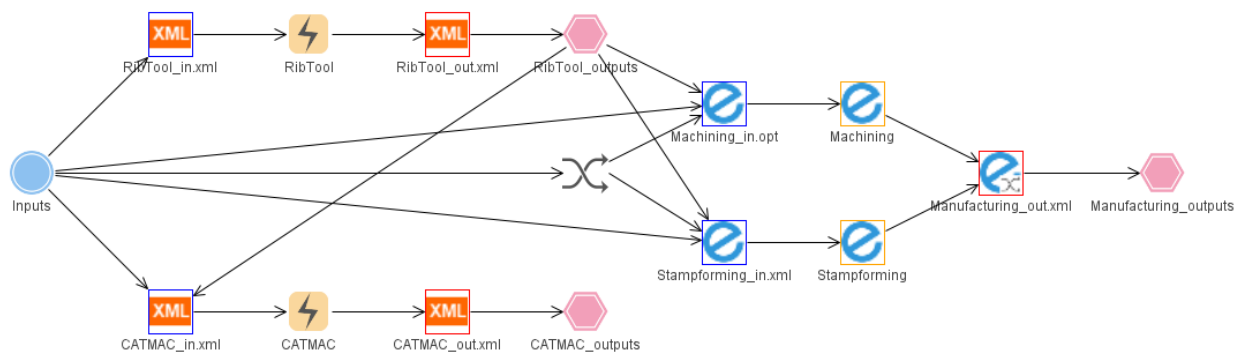 XML
XML
RibTool_in.xml
RibTool
RibTool_out.xml
RibTool_outputs
Machining_in.opt
Machining
Inputs
Manufacturing_out.xml
Manufacturing_outputs
Stampforming_in.xml
Stampforming
XML
XML
CATMAC_in.xml
CATMAC
CATMAC_out.xml
CATMAC_outputs